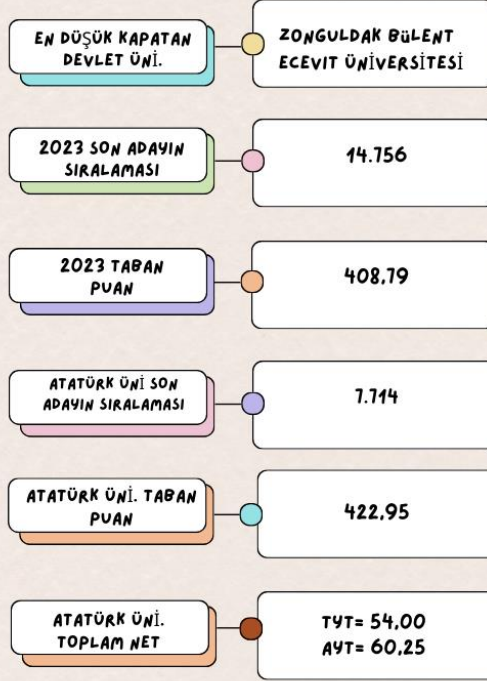 EN DÜŞÜK KAPATAN
DEVLET ÜNİ.
ZONGULDAK BÜLENT
ECEVİT ÜNİVERSİTESİ
2023 SON ADAYIN
SIRALAMASI
14.756
2023 TABAN
PUAN
408,79
ATATÜRK ÜNİ SON
ADAYIN SIRALAMASI
7.714
ATATÜRK ÜNİ. TABAN
PUAN
422,95
ATATÜRK ÜNİ.
TOPLAM NET
TYT= 54,00
AYT= 60,25